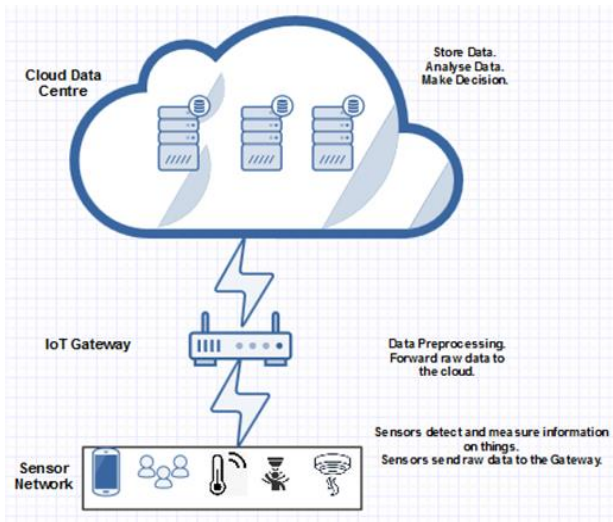 Cloud Data
Centre
Store Data.
Analyse Data.
Make Decision.
IoT Gateway
Data Preprocessing.
Forward raw data to
the cloud.
Sensor
Network
Sensors detect and measure information
on things.
Sensors send raw data to the Gateway.